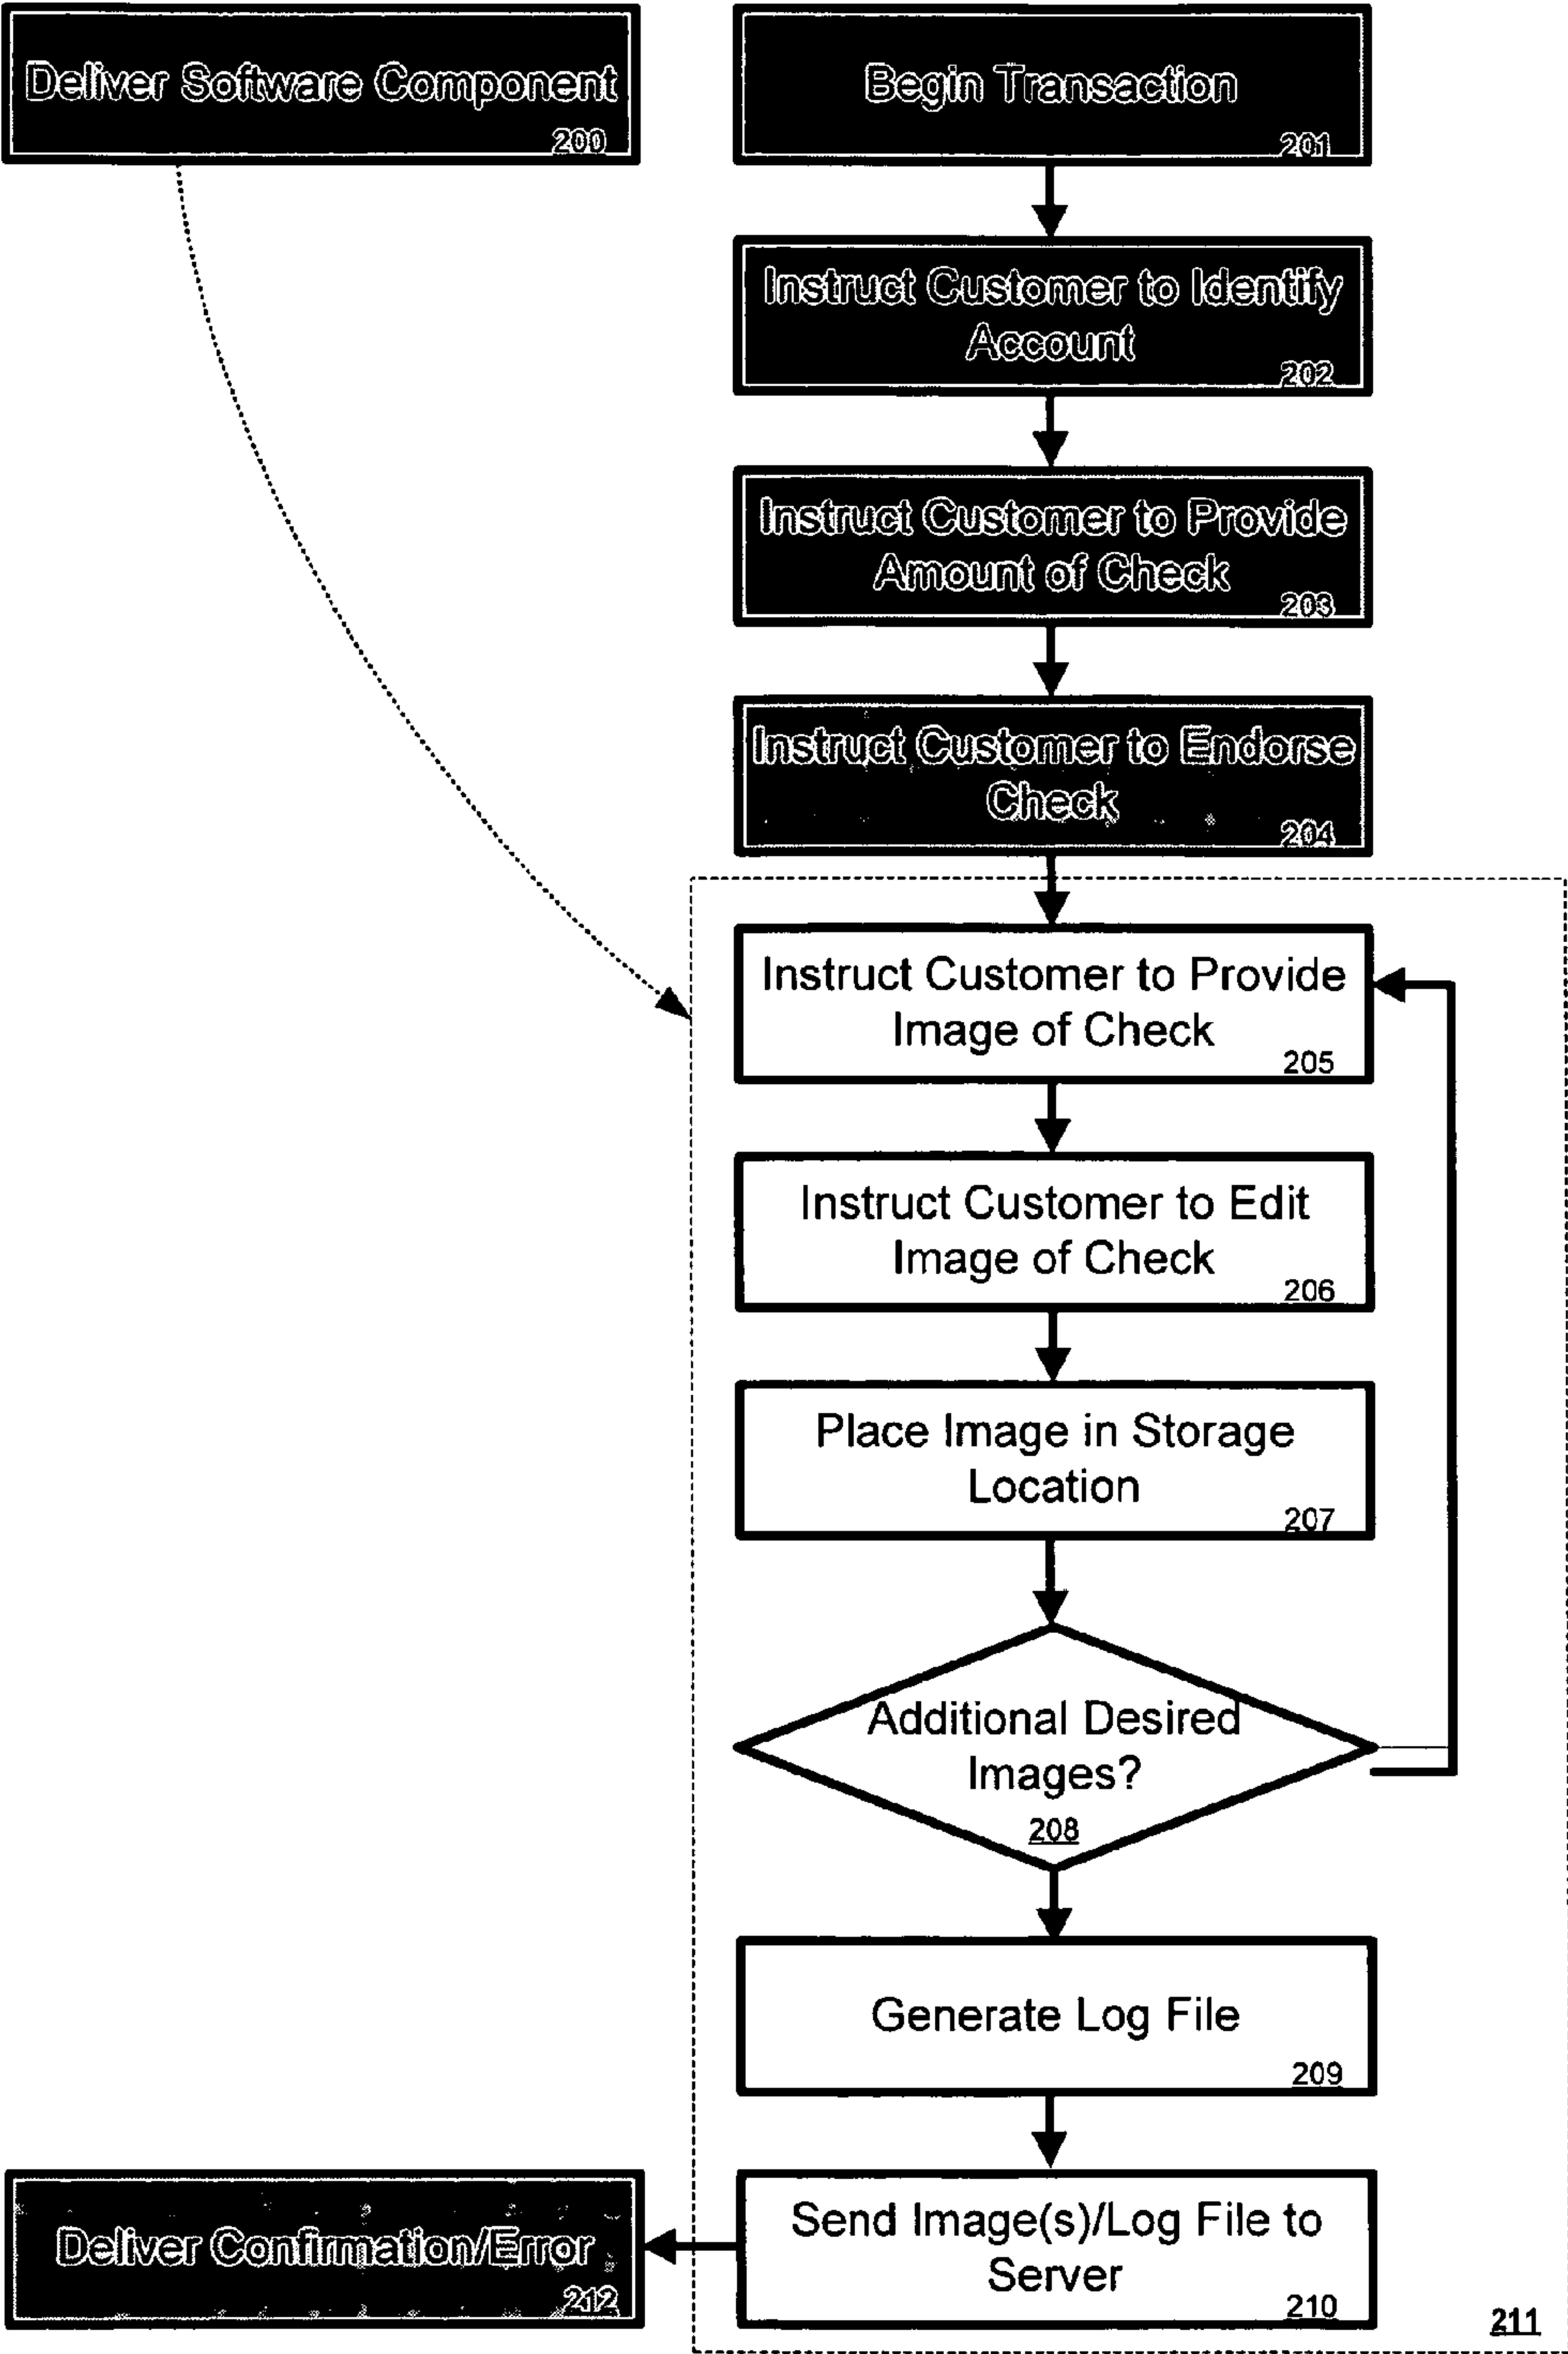 Deliver Software Component
200
Begin Transaction
201
Instruct Customer to Identify
Account
202
Instruct Customer to Provide
Amount of Check
203
Instruct Customer to Endorse
Check
204
Instruct Customer to Provide
Image of Check
205
Instruct Customer to Edit
Image of Check
206
Place Image in Storage
Location
207
Additional Desired
Images?
208
Generate Log File
209
Send Image(s)/Log File to
Server
210
211
Deliver Confirmation/Error
212